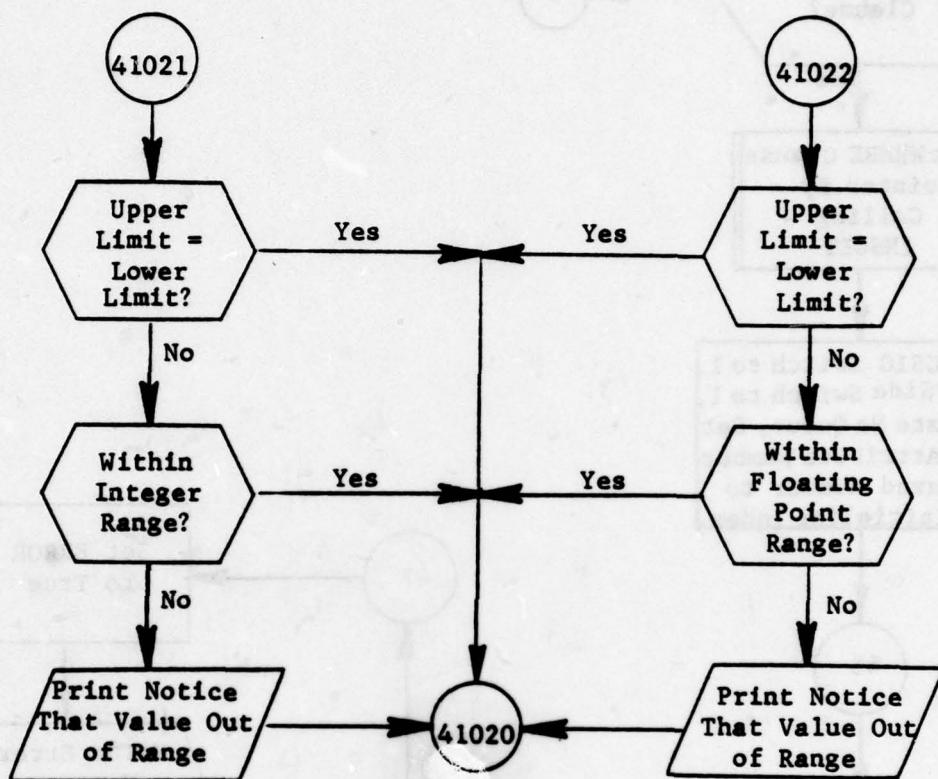 41021
Upper
Limit =
Lower
Limit?
Yes
No
Within
Integer
Range?
Yes
No
Print Notice
That Value Out
of Range
41020
41022
Upper
Limit =
Lower
Limit?
Yes
No
Within
Floating
Point
Range?
Yes
No
Print Notice
That Value Out
of Range